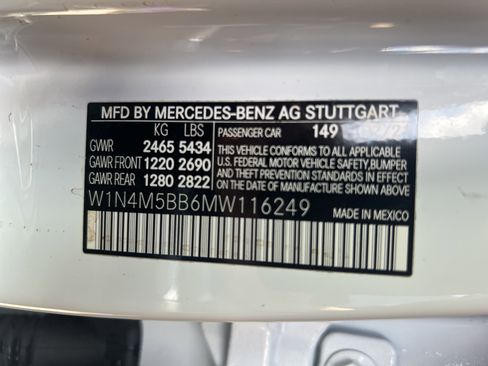 MFD BY MERCEDES-BENZ AG STUTTGART
KG LBS
GVWR 2465 5434
GAWR FRONT 1220 2690
GAWR REAR 1280 2822
PASSENGER CAR 149
THIS VEHICLE CONFORMS TO ALL APPLICABLE
U.S. FEDERAL MOTOR VEHICLE SAFETY, BUMPER
AND THEFT PREVENTION STANDARDS IN EFFECT
ON THE DATE OF MANUFACTURE SHOWN ABOVE.
W1N4M5BB6MW116249
MADE IN MEXICO